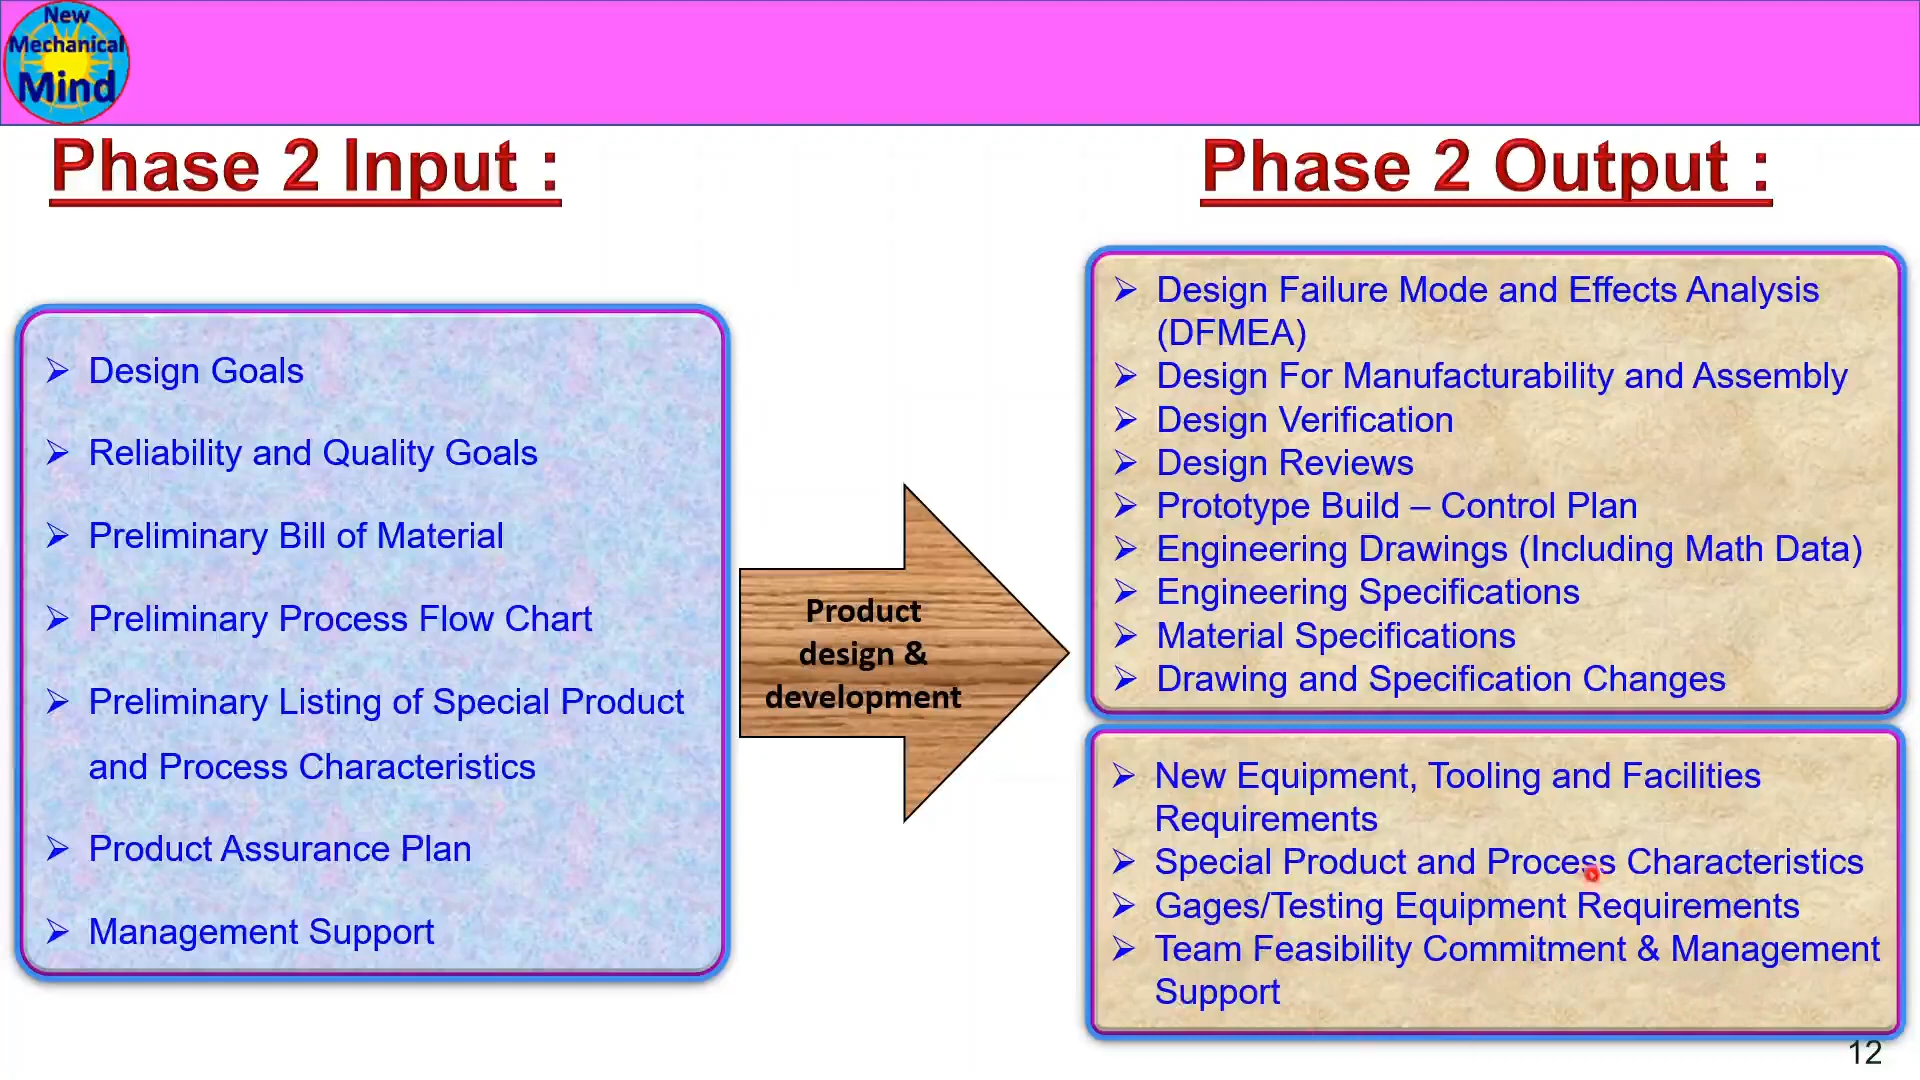 New
Mechanical
Mind
Phase 2 Input :
Phase 2 Output :
➢ Design Goals
➢ Reliability and Quality Goals
➢ Preliminary Bill of Material
➢ Preliminary Process Flow Chart
➢ Preliminary Listing of Special Product
and Process Characteristics
➢ Product Assurance Plan
➢ Management Support
Product
design &
development
➢ Design Failure Mode and Effects Analysis
(DFMEA)
➢ Design For Manufacturability and Assembly
➢ Design Verification
➢ Design Reviews
➢ Prototype Build – Control Plan
➢ Engineering Drawings (Including Math Data)
➢ Engineering Specifications
➢ Material Specifications
➢ Drawing and Specification Changes
➢ New Equipment, Tooling and Facilities
Requirements
➢ Special Product and Process Characteristics
➢ Gages/Testing Equipment Requirements
➢ Team Feasibility Commitment & Management
Support
12